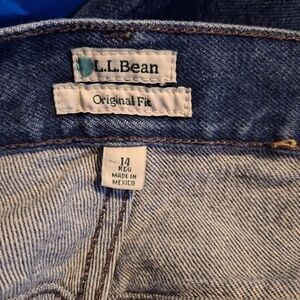 L.L.Bean
Original Fit
14
REG
MADE IN
MEXICO